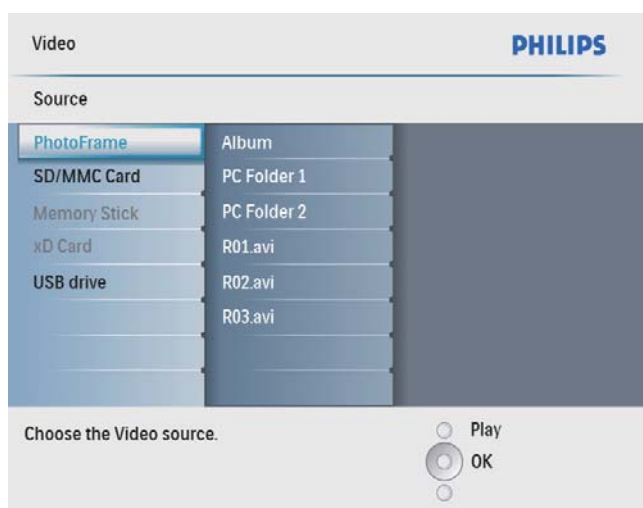 Video
PHILIPS
Source
PhotoFrame
SD/MMC Card
Memory Stick
xD Card
USB drive
Album
PC Folder 1
PC Folder 2
R01.avi
R02.avi
R03.avi
Choose the Video source.
Play
OK